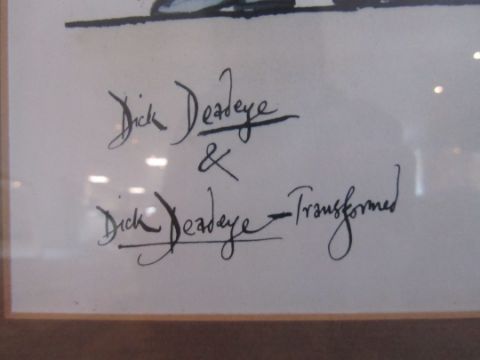 Dick Deadeye
&
Dick Deadeye - Transformed